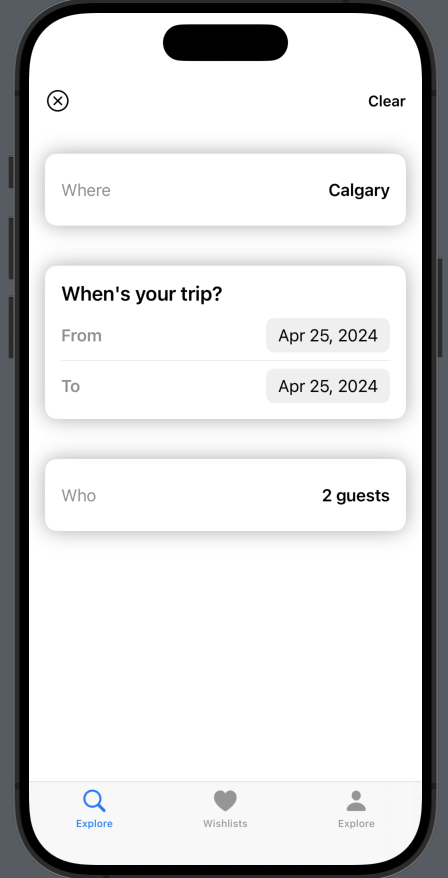 Clear
Where Calgary
When's your trip?
From Apr 25, 2024
To Apr 25, 2024
Who 2 guests
Explore Wishlists Explore